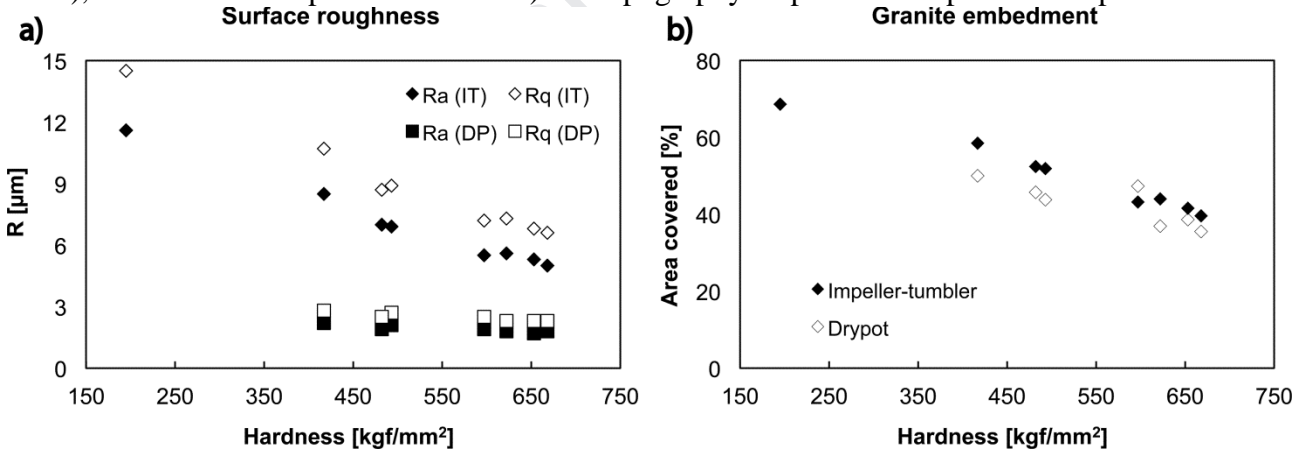 Surface roughness
a)
15
12
9
6
3
0
R [µm]
◆Ra (IT) ◇Rq (IT)
■Ra (DP) □Rq (DP)
150 250 350 450 550 650 750
Hardness [kgf/mm²]
Granite embedment
b)
80
60
40
20
0
Area covered [%]
◆Impeller-tumbler
◇Drypot
150 250 350 450 550 650 750
Hardness [kgf/mm²]